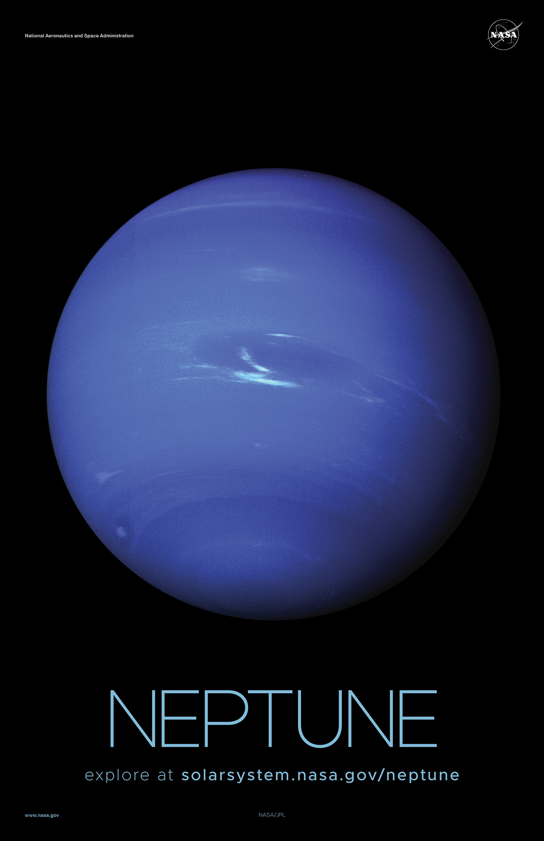 National Aeronautics and Space Administration
NASA
NEPTUNE
explore at solarsystem.nasa.gov/neptune
www.nasa.gov
NASA/JPL